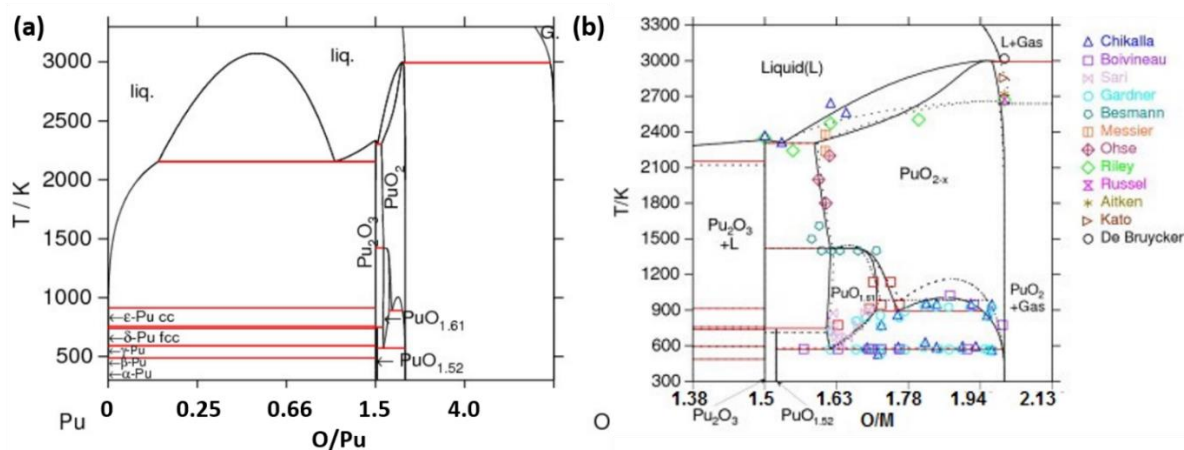 (a)
G.
3000
2500
2000
1500
1000
500
T / K
liq.
liq.
PuO2
Pu2O3
←ε-Pu cc
←δ-Pu fcc
←γ-Pu
←β-Pu
←α-Pu
←PuO1.61
←PuO1.52
Pu
0
0.25
0.66
1.5
4.0
O
O/Pu
(b)
3300
3000
2700
2400
2100
1800
1500
1200
900
600
300
T/K
L+Gas
Liquid(L)
PuO2-x
Pu2O3
+L
PuO1.61
PuO2
+Gas
1.38
1.5
1.63
1.78
1.94
2.13
Pu2O3
PuO1.52
O/M
Chikalla
Boivineau
Sari
Gardner
Besmann
Messier
Ohse
Riley
Russel
Aitken
Kato
De Bruycker